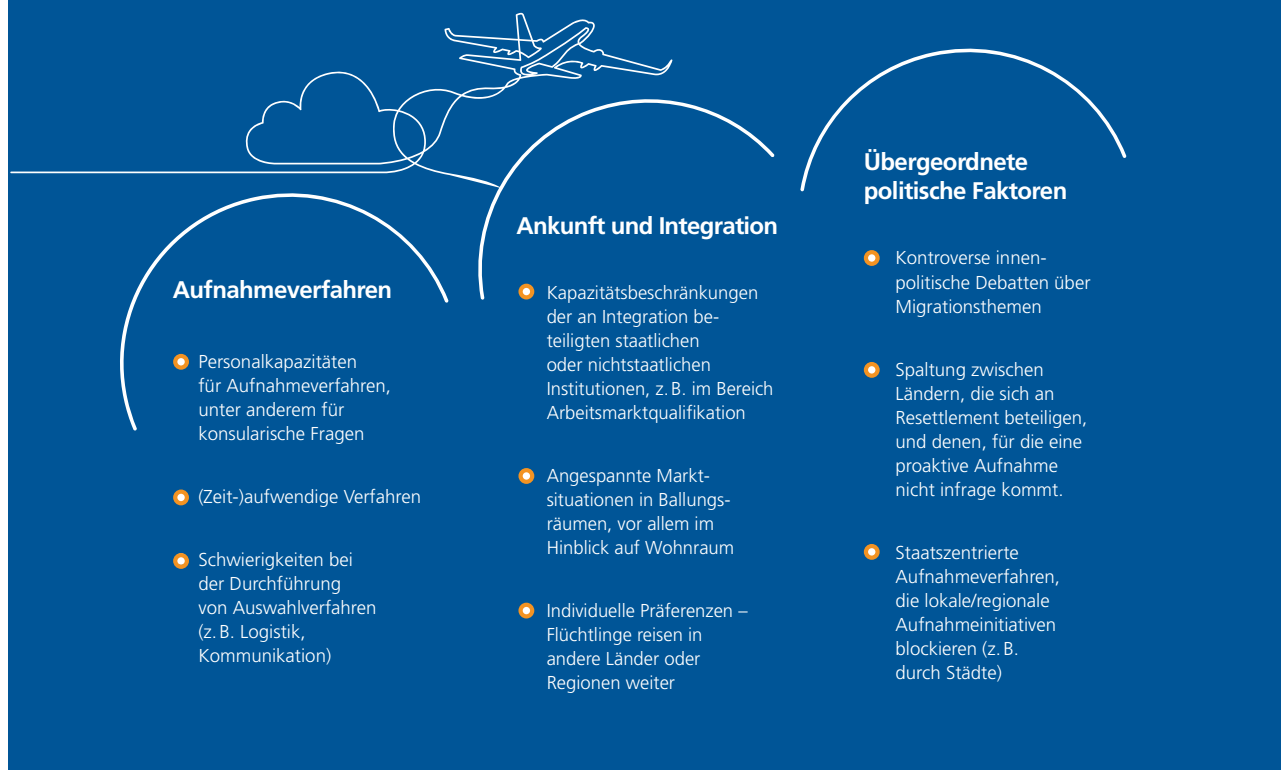 Aufnahmeverfahren
Personalkapazitäten
für Aufnahmeverfahren,
unter anderem für
konsularische Fragen
(Zeit-)aufwendige Verfahren
Schwierigkeiten bei
der Durchführung
von Auswahlverfahren
(z. B. Logistik,
Kommunikation)
Ankunft und Integration
Kapazitätsbeschränkungen
der an Integration be-
teiligten staatlichen
oder nichtstaatlichen
Institutionen, z. B. im Bereich
Arbeitsmarktqualifikation
Angespannte Markt-
situationen in Ballungs-
räumen, vor allem im
Hinblick auf Wohnraum
Individuelle Präferenzen –
Flüchtlinge reisen in
andere Länder oder
Regionen weiter
Übergeordnete
politische Faktoren
Kontroverse innen-
politische Debatten über
Migrationsthemen
Spaltung zwischen
Ländern, die sich an
Resettlement beteiligen,
und denen, für die eine
proaktive Aufnahme
nicht infrage kommt.
Staatszentrierte
Aufnahmeverfahren,
die lokale/regionale
Aufnahmeinitiativen
blockieren (z. B.
durch Städte)